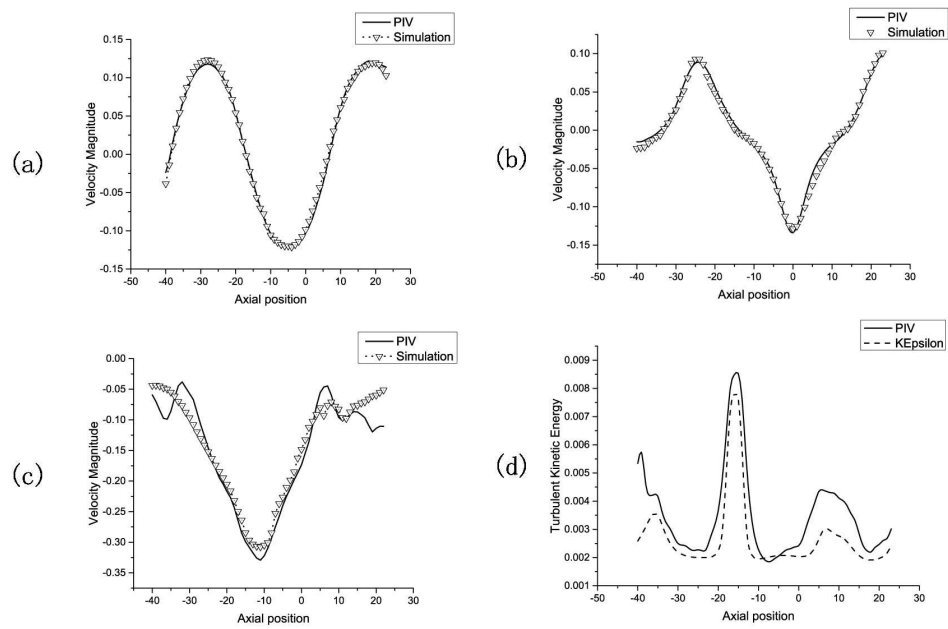 (a)
PIV
Simulation
Velocity Magnitude
0.15
0.10
0.05
0.00
-0.05
-0.10
-0.15
-50 -40 -30 -20 -10 0 10 20 30
Axial position
(b)
PIV
Simulation
Velocity Magnitude
0.10
0.05
0.00
-0.05
-0.10
-0.15
-50 -40 -30 -20 -10 0 10 20 30
Axial position
(c)
PIV
Simulation
Velocity Magnitude
0.00
-0.05
-0.10
-0.15
-0.20
-0.25
-0.30
-0.35
-40 -30 -20 -10 0 10 20 30
Axial position
(d)
PIV
KEpsilon
Turbulent Kinetic Energy
0.009
0.008
0.007
0.006
0.005
0.004
0.003
0.002
0.001
-50 -40 -30 -20 -10 0 10 20 30
Axial position